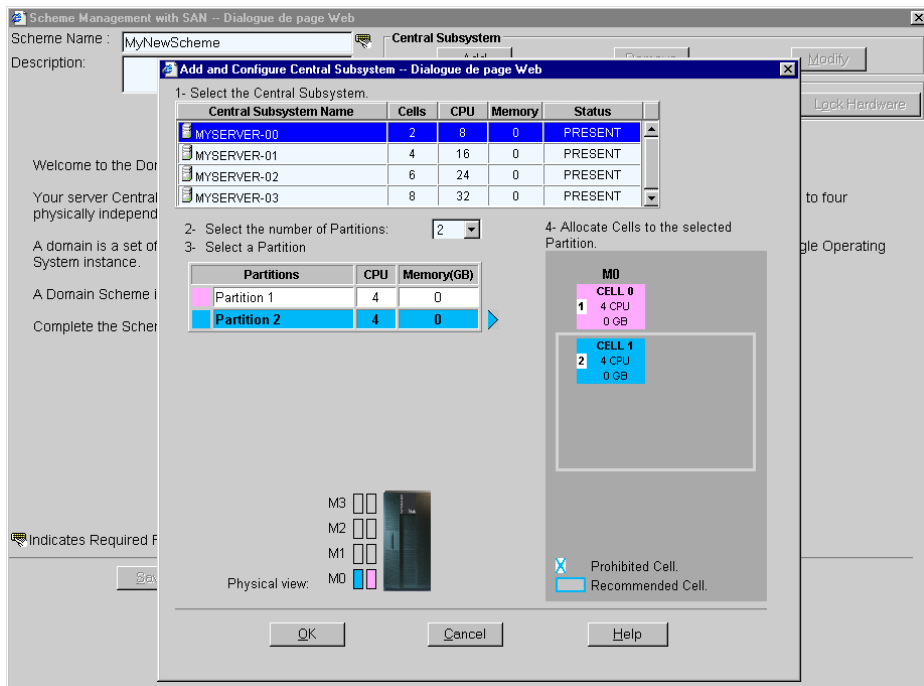 Scheme Management with SAN -- Dialogue de page Web
Scheme Name :
MyNewScheme
Central Subsystem
Modify
Description:
Lock Hardware
Add and Configure Central Subsystem -- Dialogue de page Web
1- Select the Central Subsystem.
Central Subsystem Name Cells CPU Memory Status
MYSERVER-00 2 8 0 PRESENT
MYSERVER-01 4 16 0 PRESENT
MYSERVER-02 6 24 0 PRESENT
MYSERVER-03 8 32 0 PRESENT
Welcome to the Dor
Your server Central
to four
physically independ
A domain is a set of
gle Operating
System instance.
A Domain Scheme i
Complete the Scher
2- Select the number of Partitions: 2
3- Select a Partition
Partitions CPU Memory(GB)
Partition 1 4 0
Partition 2 4 0
4- Allocate Cells to the selected
Partition.
M0
CELL 0
1 4 CPU
0 GB
CELL 1
2 4 CPU
0 GB
M3
M2
M1
Physical view: M0
Prohibited Cell.
Recommended Cell.
Indicates Required F
Sav
OK
Cancel
Help